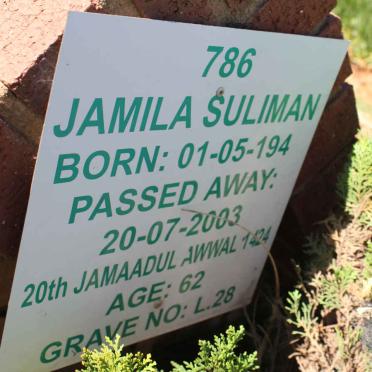 786
JAMILA SULIMAN
BORN: 01-05-194
PASSED AWAY:
20-07-2003
20th JAMAADUL AWWAL 1424
AGE: 62
GRAVE NO: L.28